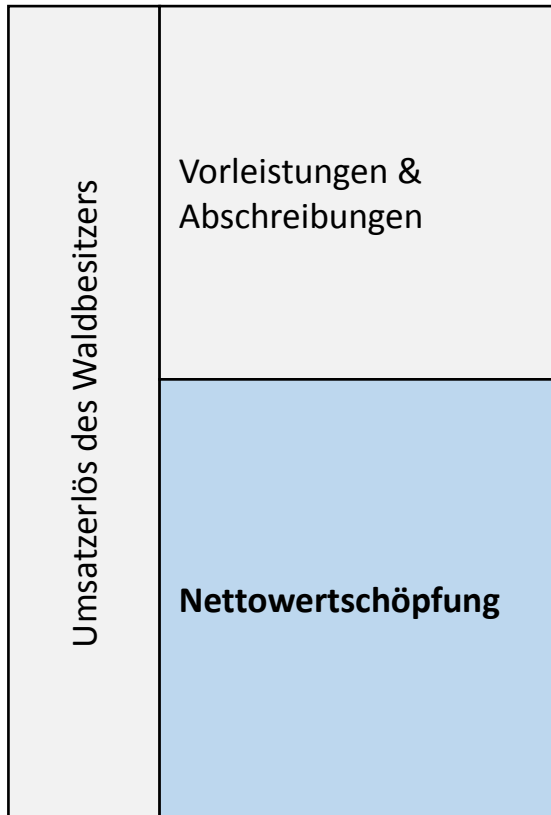 Umsatzerlös des Waldbesitzers
Vorleistungen &
Abschreibungen
Nettowertschöpfung